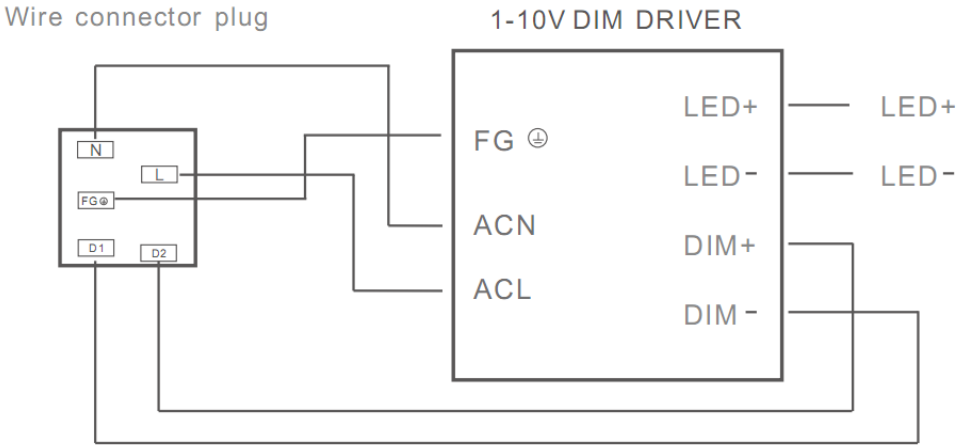 Wire connector plug
1-10V DIM DRIVER
N
L
FG⏚
D1
D2
FG ⏚
ACN
ACL
LED+
LED-
DIM+
DIM-
LED+
LED-